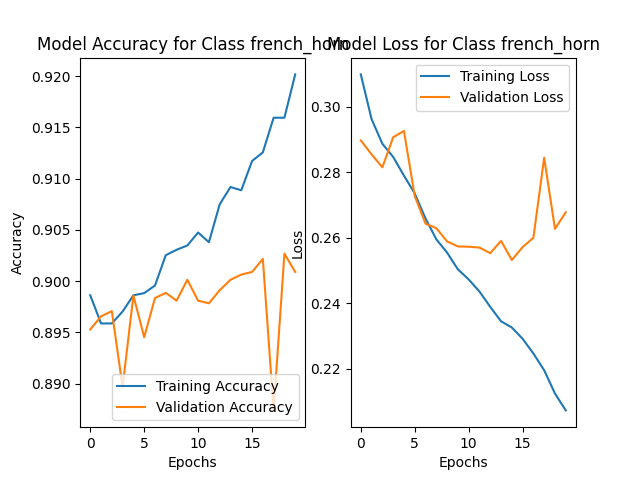 Model Accuracy for Class french_horn
0.920
0.915
0.910
0.905
0.900
0.895
0.890
Accuracy
Training Accuracy
Validation Accuracy
0 5 10 15
Epochs
Model Loss for Class french_horn
0.30
0.28
0.26
0.24
0.22
Loss
Training Loss
Validation Loss
0 5 10 15
Epochs